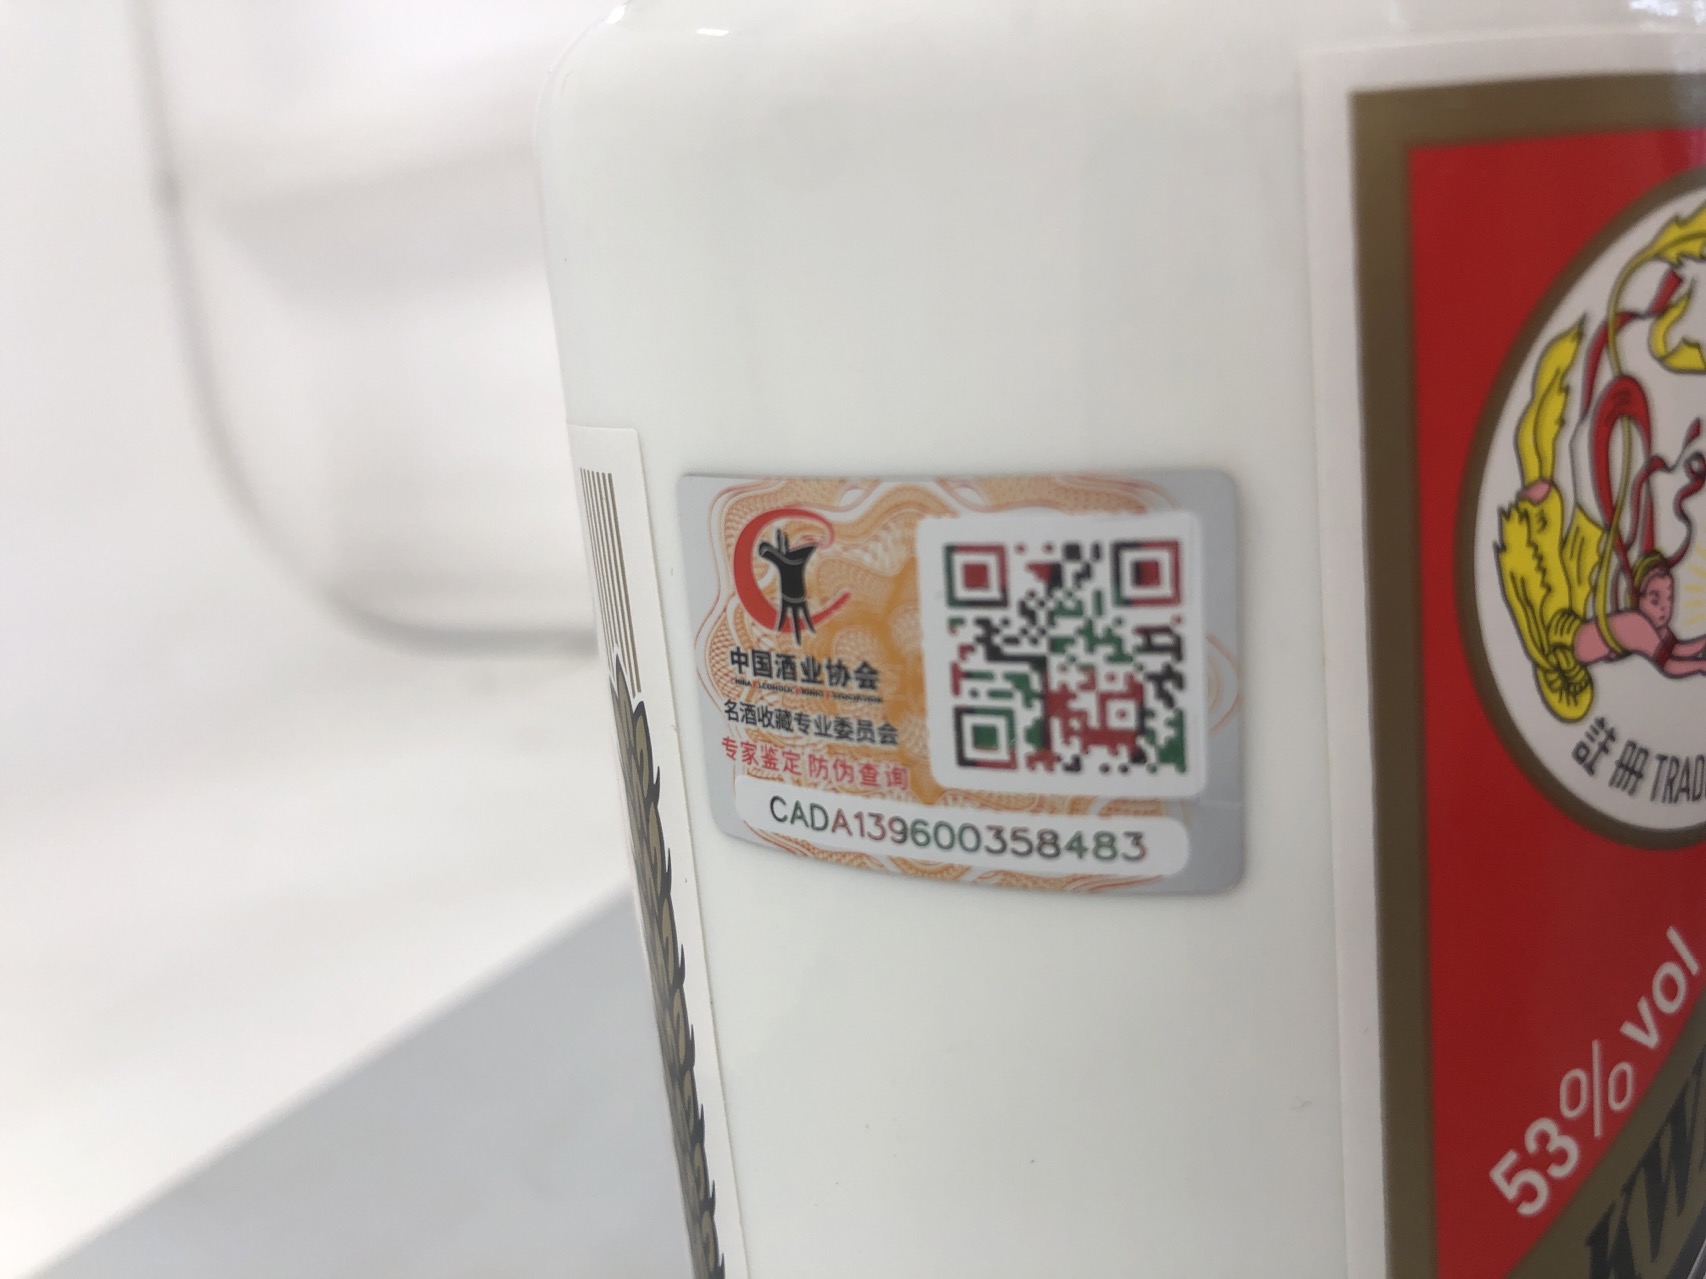 中国酒业协会
名酒收藏专业委员会
专家鉴定 防伪查询
CADA139600358483
註册 TRAD
53% vol
KW